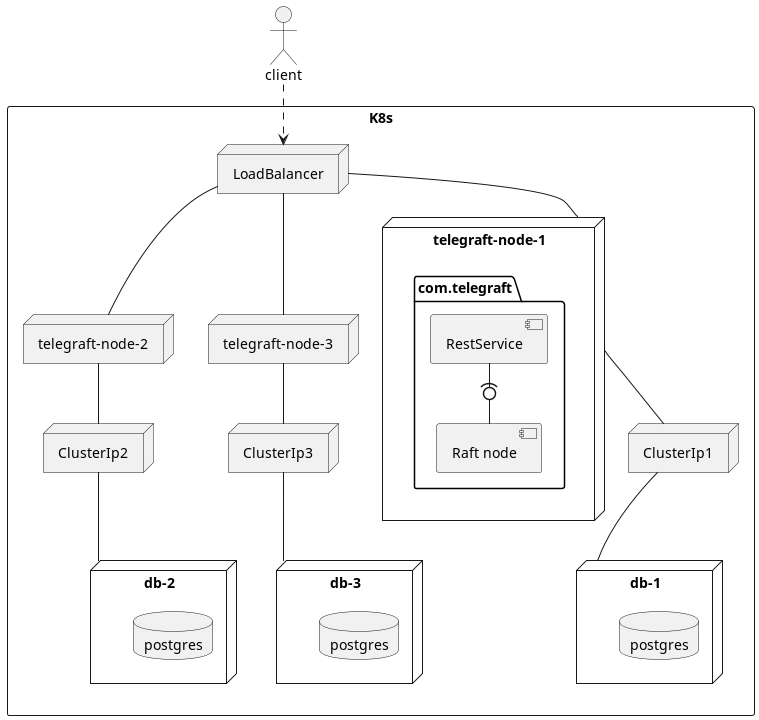 client
K8s
LoadBalancer
telegraft-node-1
com.telegraft
RestService
telegraft-node-2
telegraft-node-3
Raft node
ClusterIp2
ClusterIp3
ClusterIp1
db-2
db-3
db-1
postgres
postgres
postgres